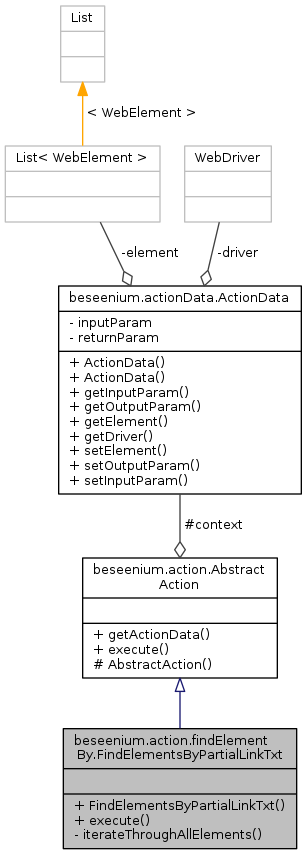 List
< WebElement >
List< WebElement >
WebDriver
-element
-driver
beseenium.actionData.ActionData
- inputParam
- returnParam
+ ActionData()
+ ActionData()
+ getInputParam()
+ getOutputParam()
+ getElement()
+ getDriver()
+ setElement()
+ setOutputParam()
+ setInputParam()
#context
beseenium.action.Abstract
Action
+ getActionData()
+ execute()
# AbstractAction()
beseenium.action.findElement
By.FindElementsByPartialLinkTxt
+ FindElementsByPartialLinkTxt()
+ execute()
- iterateThroughAllElements()